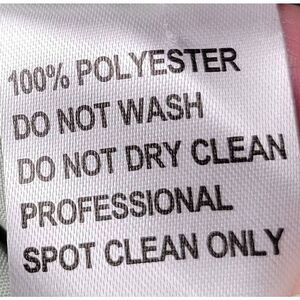 100% POLYESTER
DO NOT WASH
DO NOT DRY CLEAN
PROFESSIONAL
SPOT CLEAN ONLY